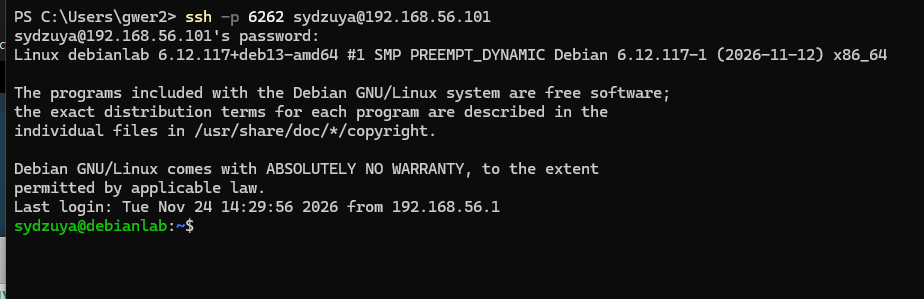 PS C:\Users\gwer2> ssh -p 6262 sydzuya@192.168.56.101
sydzuya@192.168.56.101's password:
Linux debianlab 6.12.117+deb13-amd64 #1 SMP PREEMPT_DYNAMIC Debian 6.12.117-1 (2026-11-12) x86_64

The programs included with the Debian GNU/Linux system are free software;
the exact distribution terms for each program are described in the
individual files in /usr/share/doc/*/copyright.

Debian GNU/Linux comes with ABSOLUTELY NO WARRANTY, to the extent
permitted by applicable law.
Last login: Tue Nov 24 14:29:56 2026 from 192.168.56.1
sydzuya@debianlab:~$